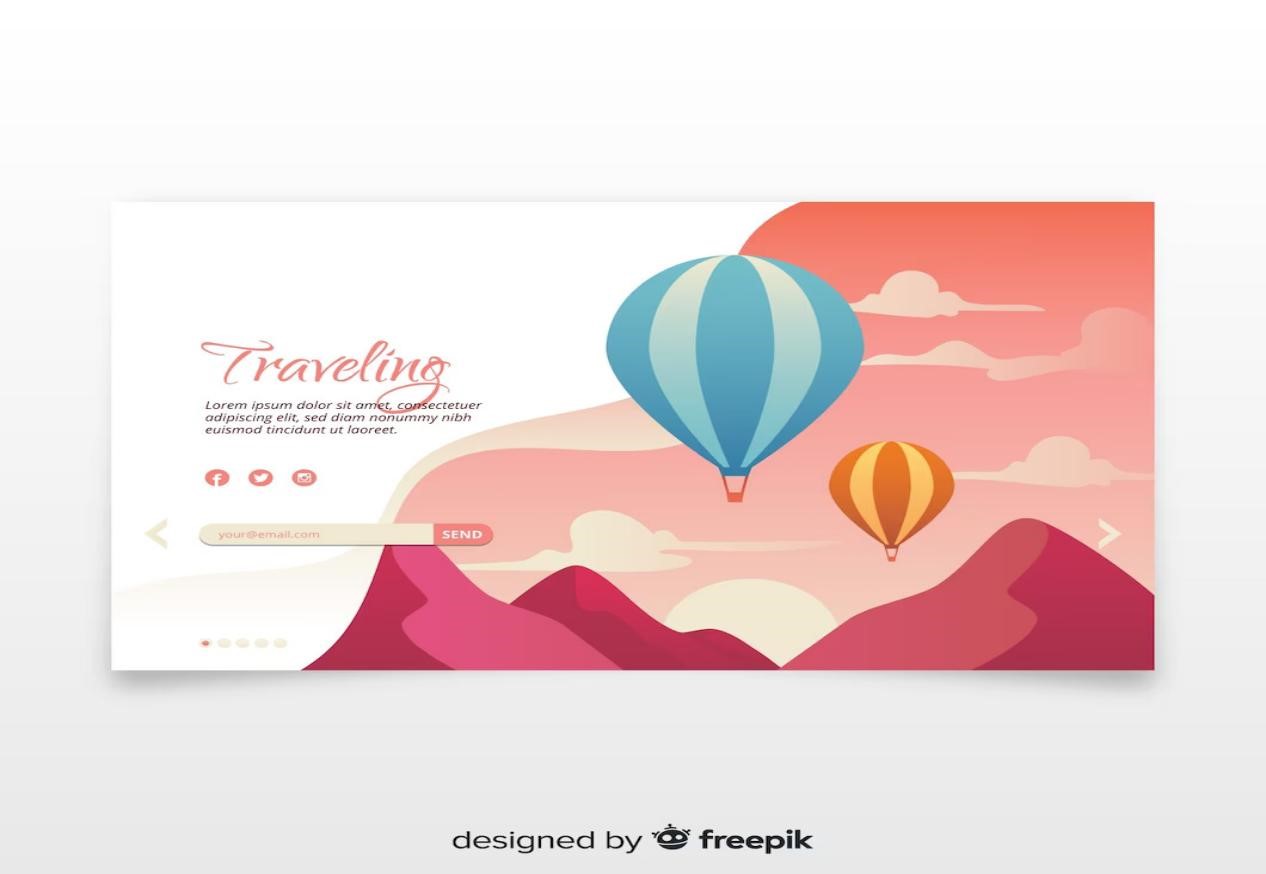 Traveling
Lorem ipsum dolor sit amet, consectetuer
adipiscing elit, sed diam nonummy nibh
euismod tincidunt ut laoreet.
your@email.com SEND
designed by freepik